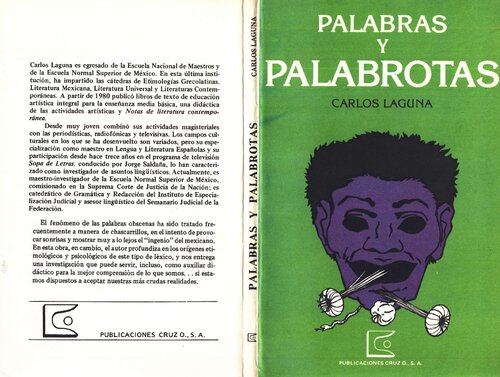 Carlos Laguna es egresado de la Escuela Nacional de Maestros y
de la Escuela Normal Superior de México. En esta última institu-
ción, ha impartido las cátedras de Etimologías Grecolatinas.
Literatura Mexicana, Literatura Universal y Literaturas Contem-
poráneas. A partir de 1980 publicó libros de texto de educación
artística integral para la enseñanza media básica, una didáctica
de las actividades artísticas y Notas de literatura contempo-
ránea.
Desde muy joven combinó sus actividades magisteriales
con las periodísticas, radiofónicas y televisivas. Los campos cultu-
rales en los que se ha desenvuelto son variados, pero su espe-
cialización como maestro en Lengua y Literatura Españolas y su
participación desde hace trece años en el programa de televisión
Sopa de Letras, conducido por Jorge Saldaña, lo han caracteri-
zado como investigador de asuntos lingüísticos. Actualmente, es
maestro-investigador de la Escuela Normal Superior de México,
comisionado en la Suprema Corte de Justicia de la Nación; es
catedrático de Gramática y Redacción del Instituto de Especia-
lización Judicial y asesor lingüístico del Semanario Judicial de la
Federación.
El fenómeno de las palabras obscenas ha sido tratado fre-
cuentemente a manera de chascarrillos, en el intento de provo-
car sonrisas y mostrar muy a lo lejos el "ingenio" del mexicano.
En esta obra, en cambio, el autor profundiza en los orígenes eti-
mológicos y psicológicos de este tipo de léxico, y nos entrega
una investigación que puede servir, incluso, como auxiliar di-
dáctico para la mejor comprensión de lo que somos. . . si esta-
mos dispuestos a aceptar nuestras más crudas realidades.
PUBLICACIONES CRUZ O., S. A.
PALABRAS Y PALABROTAS CARLOS LAGUNA
PALABRAS
Y
PALABROTAS
CARLOS LAGUNA
PUBLICACIONES CRUZ O., S. A.